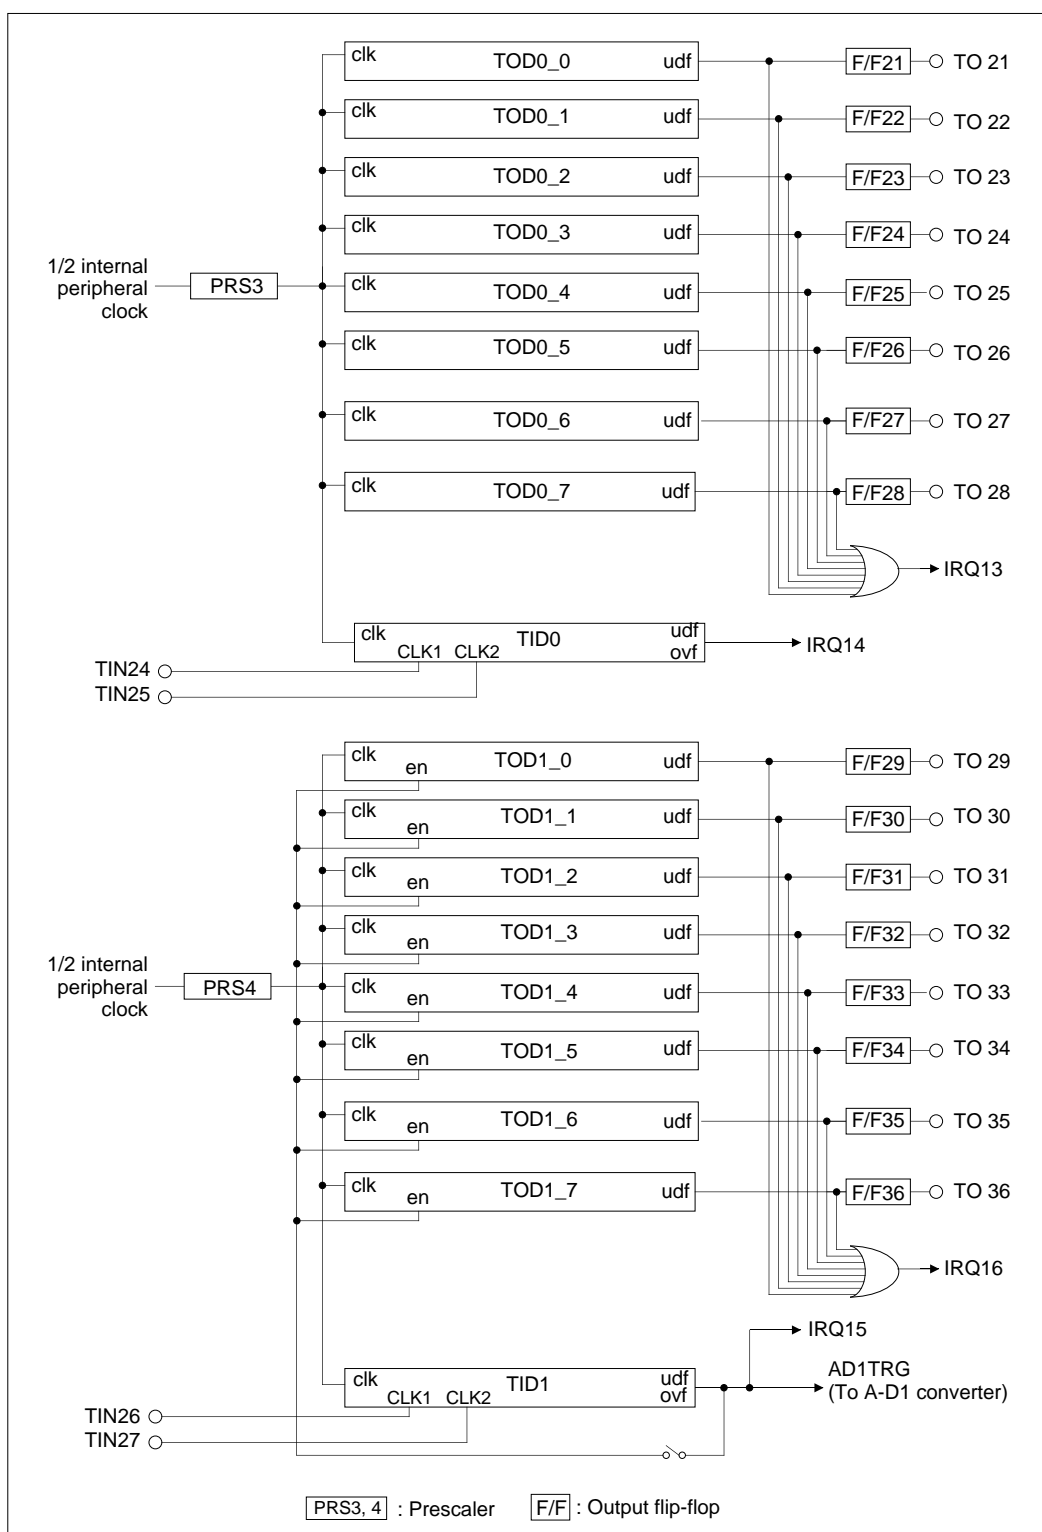 clk TOD0_0 udf F/F21 TO 21
clk TOD0_1 udf F/F22 TO 22
clk TOD0_2 udf F/F23 TO 23
clk TOD0_3 udf F/F24 TO 24
1/2 internal
peripheral
clock
PRS3
clk TOD0_4 udf F/F25 TO 25
clk TOD0_5 udf F/F26 TO 26
clk TOD0_6 udf F/F27 TO 27
clk TOD0_7 udf F/F28 TO 28
IRQ13
clk TID0 udf
CLK1 CLK2 ovf
IRQ14
TIN24
TIN25
clk TOD1_0 udf F/F29 TO 29
en
clk TOD1_1 udf F/F30 TO 30
en
clk TOD1_2 udf F/F31 TO 31
en
clk TOD1_3 udf F/F32 TO 32
en
1/2 internal
peripheral
clock
PRS4
clk TOD1_4 udf F/F33 TO 33
en
clk TOD1_5 udf F/F34 TO 34
en
clk TOD1_6 udf F/F35 TO 35
en
clk TOD1_7 udf F/F36 TO 36
en
IRQ16
IRQ15
clk TID1 udf
CLK1 CLK2 ovf
AD1TRG
(To A-D1 converter)
TIN26
TIN27
PRS3, 4 : Prescaler F/F : Output flip-flop